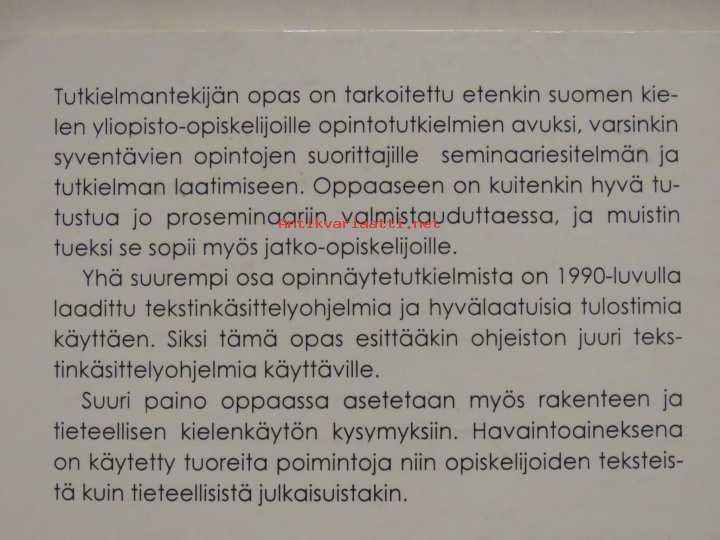 Tutkielmantekijän opas on tarkoitettu etenkin suomen kie-
len yliopisto-opiskelijoille opintotutkielmien avuksi, varsinkin
syventävien opintojen suorittajille seminaariesitelmän ja
tutkielman laatimiseen. Oppaaseen on kuitenkin hyvä tu-
tustua jo proseminaariin valmistauduttaessa, ja muistin
Antikvariaatti.net
tueksi se sopii myös jatko-opiskelijoille.
Yhä suurempi osa opinnäytetutkielmista on 1990-luvulla
laadittu tekstinkäsittelyohjelmia ja hyvälaatuisia tulostimia
käyttäen. Siksi tämä opas esittääkin ohjeiston juuri teks-
tinkäsittelyohjelmia käyttäville.
Suuri paino oppaassa asetetaan myös rakenteen ja
tieteellisen kielenkäytön kysymyksiin. Havaintoaineksena
on käytetty tuoreita poimintoja niin opiskelijoiden teksteis-
tä kuin tieteellisistä julkaisuistakin.